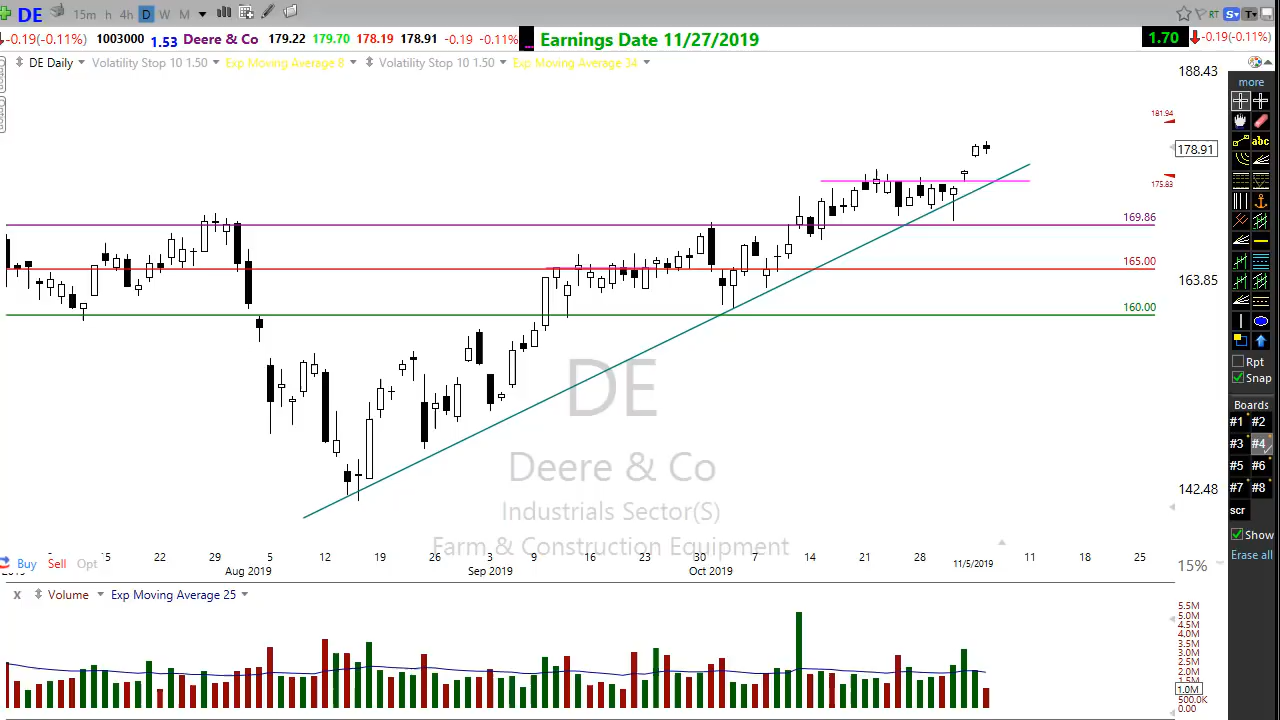 DE 15m h 4h D W M RT S T
-0.19(-0.11%) 1003000 1.53 Deere & Co 179.22 179.70 178.19 178.91 -0.19 -0.11% Earnings Date 11/27/2019 1.70 -0.19(-0.11%)
DE Daily Volatility Stop 10 1.50 Exp Moving Average 8 Volatility Stop 10 1.50 Exp Moving Average 34
188.43
more
181.94
abc
178.91
175.83
169.86
165.00
163.85
160.00
Rpt
Snap
DE
Boards
#1 #2
#3 #4
Deere & Co
#5 #6
142.48
#7 #8
Industrials Sector(S)
scr
Show
Farm & Construction Equipment
15 22 29 5 12 19 26 3 9 16 23 30 7 14 21 28 11 18 25
Erase all
Buy Sell Opt 11/5/2019 15%
Aug 2019 Sep 2019 Oct 2019
x Volume Exp Moving Average 25
5.5M
5.0M
4.5M
4.0M
3.5M
3.0M
2.5M
2.0M
1.5M
1.0M
500.0K
0.00